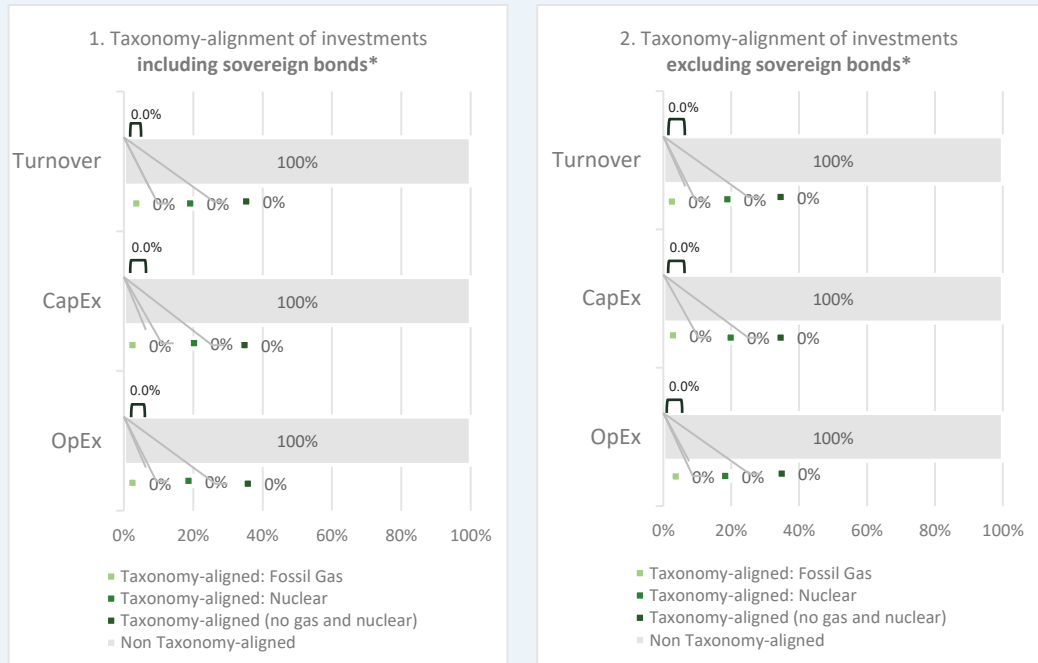 1. Taxonomy-alignment of investments
including sovereign bonds*
0.0%
Turnover
100%
0%
0%
0%
0.0%
CapEx
100%
0%
0%
0%
0.0%
OpEx
100%
0%
0%
0%
0% 20% 40% 60% 80% 100%
Taxonomy-aligned: Fossil Gas
Taxonomy-aligned: Nuclear
Taxonomy-aligned (no gas and nuclear)
Non Taxonomy-aligned
2. Taxonomy-alignment of investments
excluding sovereign bonds*
0.0%
Turnover
100%
0%
0%
0%
0.0%
CapEx
100%
0%
0%
0%
0.0%
OpEx
100%
0%
0%
0%
0% 20% 40% 60% 80% 100%
Taxonomy-aligned: Fossil Gas
Taxonomy-aligned: Nuclear
Taxonomy-aligned (no gas and nuclear)
Non Taxonomy-aligned